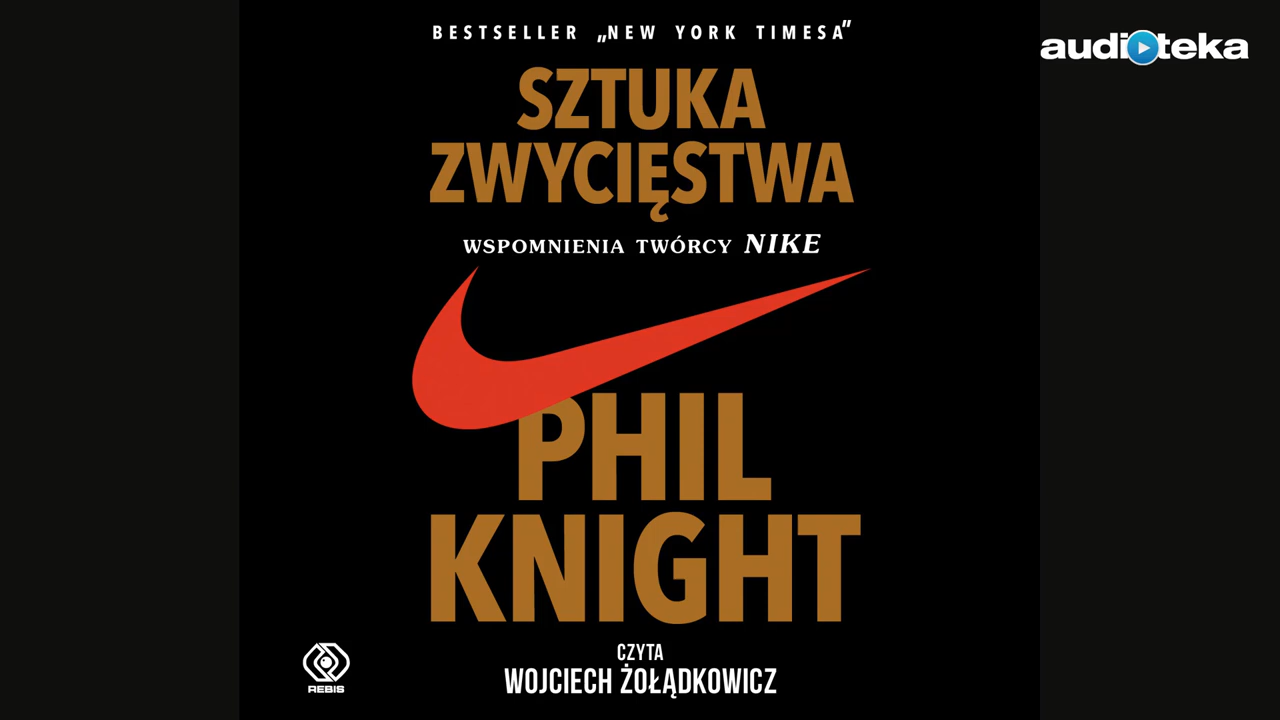 BESTSELLER „NEW YORK TIMESA”
audioteka
SZTUKA
ZWYCIĘSTWA
WSPOMNIENIA TWÓRCY NIKE
PHIL
KNIGHT
CZYTA
WOJCIECH ŻOŁĄDKOWICZ
REBIS